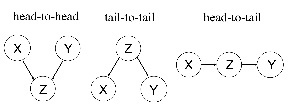 head-to-head tail-to-tail head-to-tail
X Y Z X Z Y
Z X Y